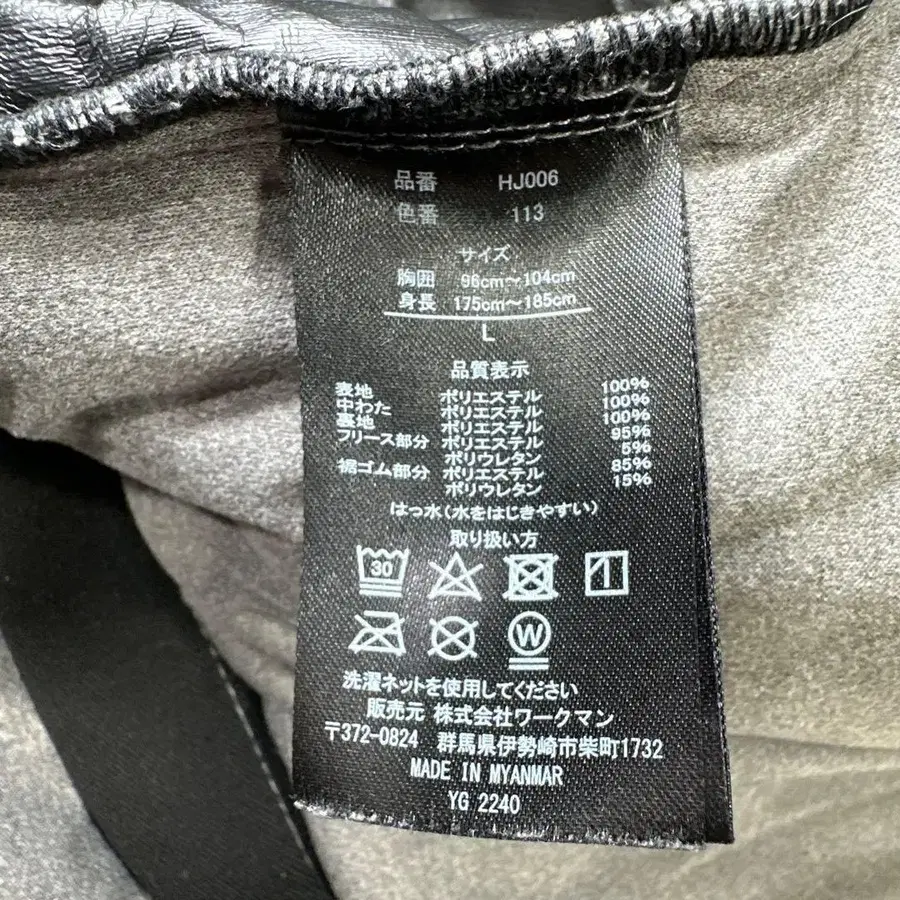 品番 HJ006
色番 113
サイズ
胸囲 96cm～104cm
身長 175cm～185cm
L
品質表示
表地 ポリエステル 100%
中わた ポリエステル 100%
裏地 ポリエステル 100%
フリース部分 ポリエステル 95%
ポリウレタン 5%
裾ゴム部分 ポリエステル 85%
ポリウレタン 15%
はっ水(水をはじきやすい)
取り扱い方
30
W
洗濯ネットを使用してください
販売元 株式会社ワークマン
〒372-0824 群馬県伊勢崎市柴町1732
MADE IN MYANMAR
YG 2240